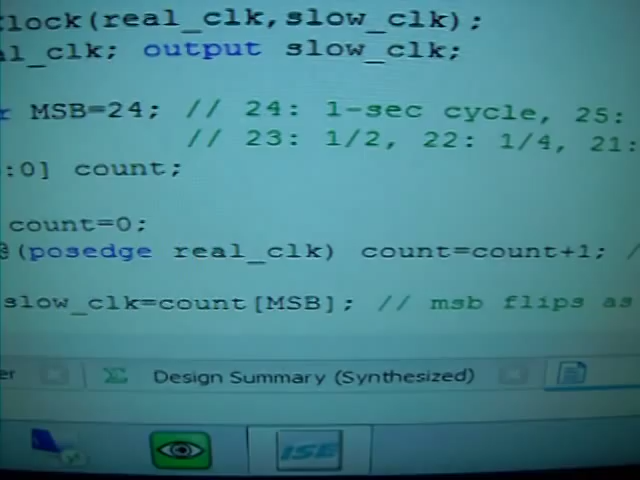 lock(real_clk,slow_clk);
al_clk; output slow_clk;
r MSB=24; // 24: 1-sec cycle, 25:
// 23: 1/2, 22: 1/4, 21:
:0] count;
count=0;
@(posedge real_clk) count=count+1; /
slow_clk=count[MSB]; // msb flips as
er
Σ Design Summary (Synthesized)
ISE